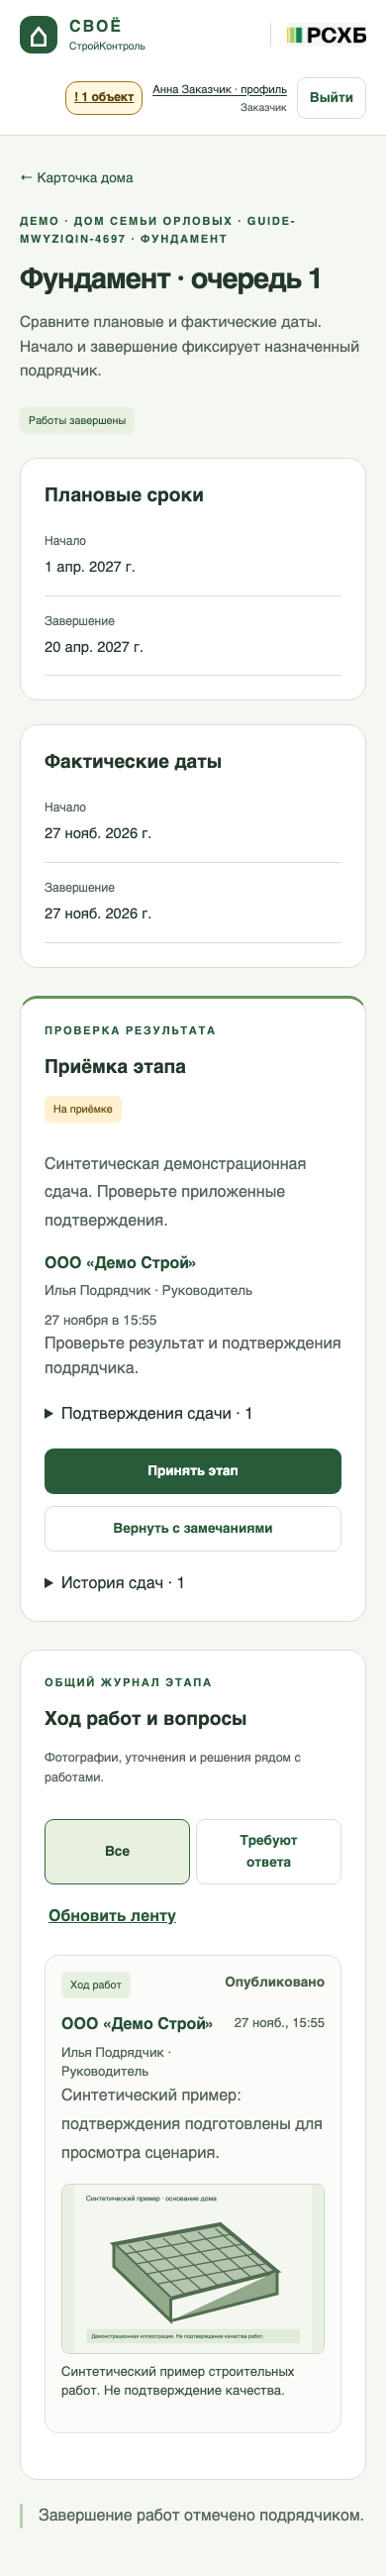 СВОЁ
СтройКонтроль
РСХБ
! 1 объект
Анна Заказчик · профиль
Заказчик
Выйти
← Карточка дома
ДЕМО · ДОМ СЕМЬИ ОРЛОВЫХ · GUIDE-
MWYZIQIN-4697 · ФУНДАМЕНТ
Фундамент · очередь 1
Сравните плановые и фактические даты.
Начало и завершение фиксирует назначенный
подрядчик.
Работы завершены
Плановые сроки
Начало
1 апр. 2027 г.
Завершение
20 апр. 2027 г.
Фактические даты
Начало
27 нояб. 2026 г.
Завершение
27 нояб. 2026 г.
ПРОВЕРКА РЕЗУЛЬТАТА
Приёмка этапа
На приёмке
Синтетическая демонстрационная
сдача. Проверьте приложенные
подтверждения.
ООО «Демо Строй»
Илья Подрядчик · Руководитель
27 ноября в 15:55
Проверьте результат и подтверждения
подрядчика.
▶ Подтверждения сдачи · 1
Принять этап
Вернуть с замечаниями
▶ История сдач · 1
ОБЩИЙ ЖУРНАЛ ЭТАПА
Ход работ и вопросы
Фотографии, уточнения и решения рядом с
работами.
Все
Требуют
ответа
Обновить ленту
Ход работ
Опубликовано
ООО «Демо Строй»
27 нояб., 15:55
Илья Подрядчик ·
Руководитель
Синтетический пример:
подтверждения подготовлены для
просмотра сценария.
Синтетический пример · основание дома
Демонстрационная иллюстрация. Не подтверждение качества работ.
Синтетический пример строительных
работ. Не подтверждение качества.
Завершение работ отмечено подрядчиком.